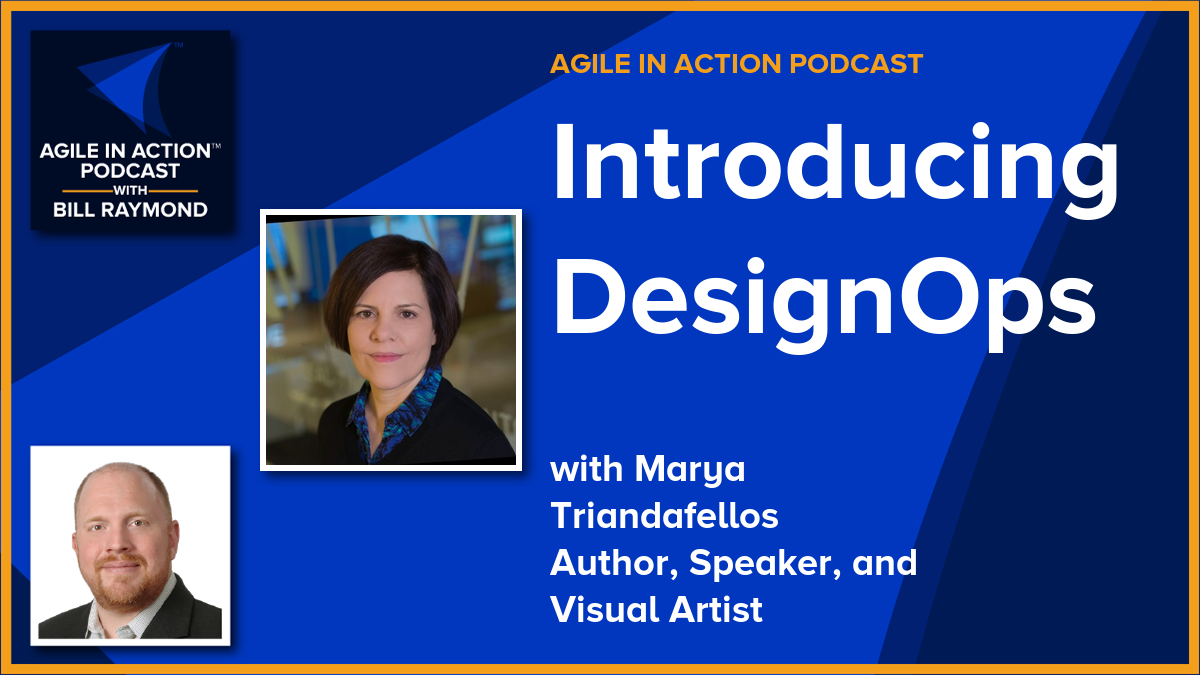 AGILE IN ACTION™
PODCAST
WITH
BILL RAYMOND
AGILE IN ACTION PODCAST
Introducing
DesignOps
with Marya
Triandafellos
Author, Speaker, and
Visual Artist